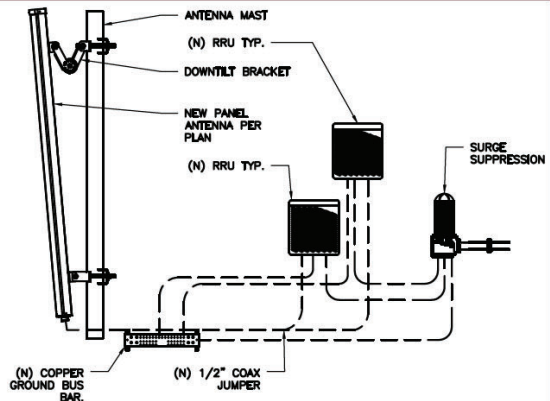 ANTENNA MAST
(N) RRU TYP.
DOWNTILT BRACKET
NEW PANEL
ANTENNA PER
PLAN
(N) RRU TYP.
SURGE
SUPPRESSION
(N) COPPER
GROUND BUS
BAR.
(N) 1/2" COAX
JUMPER